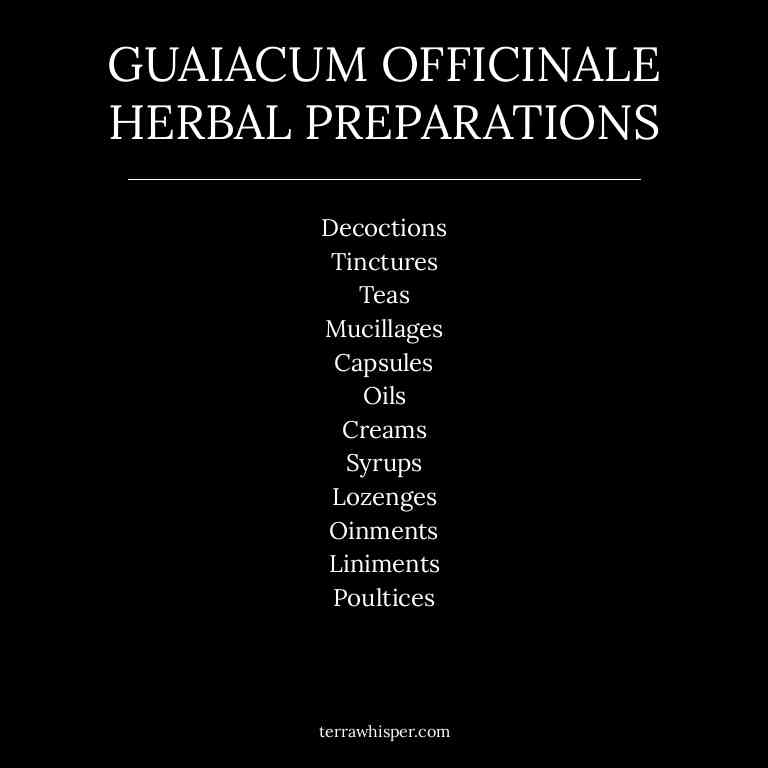 GUAIACUM OFFICINALE
HERBAL PREPARATIONS
Decoctions
Tinctures
Teas
Mucillages
Capsules
Oils
Creams
Syrups
Lozenges
Oinments
Liniments
Poultices
terrawhisper.com